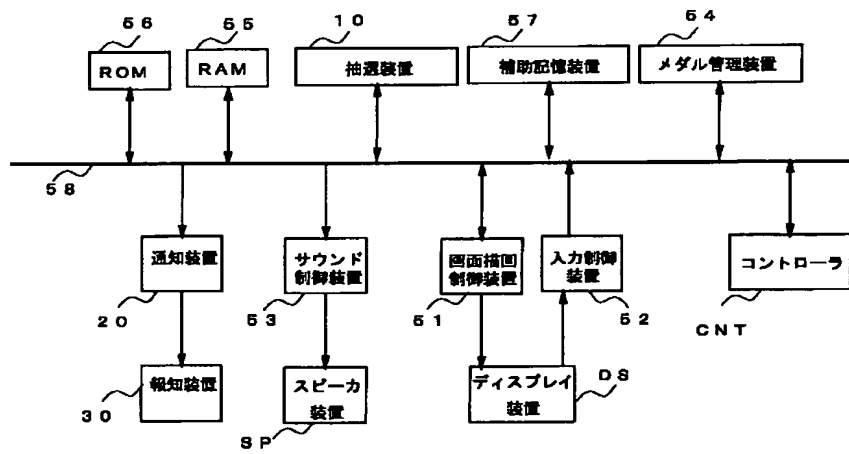 56
55
10
57
54
ROM
RAM
抽選装置
補助記憶装置
メダル管理装置
58
通知装置
サウンド
制御装置
画面描画
制御装置
入力制御
装置
コントローラ
20
53
51
52
CNT
報知装置
スピーカ
装置
ディスプレイ
装置
DS
30
SP